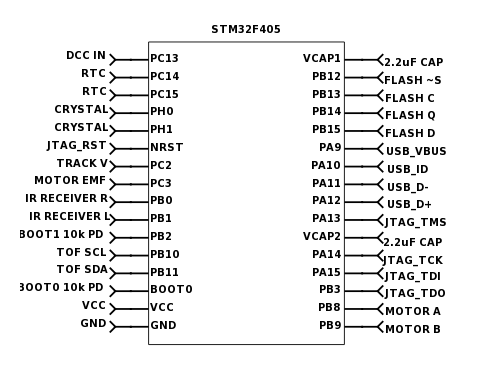 STM32F405
DCC IN PC13 VCAP1 2.2uF CAP
RTC PC14 PB12 FLASH ~S
RTC PC15 PB13 FLASH C
CRYSTAL PH0 PB14 FLASH Q
CRYSTAL PH1 PB15 FLASH D
JTAG_RST NRST PA9 USB_VBUS
TRACK V PC2 PA10 USB_ID
MOTOR EMF PC3 PA11 USB_D-
IR RECEIVER R PB0 PA12 USB_D+
IR RECEIVER L PB1 PA13 JTAG_TMS
BOOT1 10k PD PB2 VCAP2 2.2uF CAP
TOF SCL PB10 PA14 JTAG_TCK
TOF SDA PB11 PA15 JTAG_TDI
BOOT0 10k PD BOOT0 PB3 JTAG_TDO
VCC VCC PB8 MOTOR A
GND GND PB9 MOTOR B